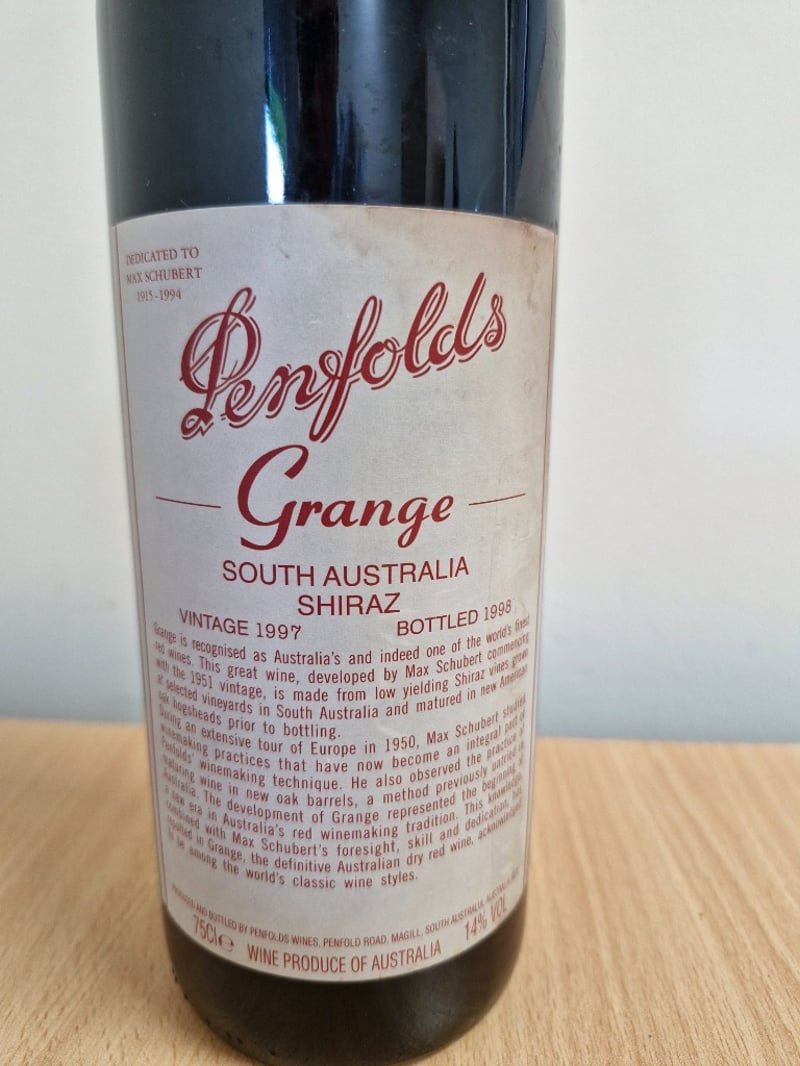 DEDICATED TO
MAX SCHUBERT
1915-1994
Penfolds
Grange
SOUTH AUSTRALIA
SHIRAZ
VINTAGE 1997 BOTTLED 1998
Grange is recognised as Australia's and indeed one of the world's finest
red wines. This great wine, developed by Max Schubert commencing
with the 1951 vintage, is made from low yielding Shiraz vines grown
at selected vineyards in South Australia and matured in new American
oak hogsheads prior to bottling.
During an extensive tour of Europe in 1950, Max Schubert studied
winemaking practices that have now become an integral part of
Penfolds' winemaking technique. He also observed the practice of
maturing wine in new oak barrels, a method previously untried in
Australia. The development of Grange represented the beginning of
a new era in Australia's red winemaking tradition. This knowledge,
combined with Max Schubert's foresight, skill and dedication, has
resulted in Grange, the definitive Australian dry red wine, acknowledged
to be among the world's classic wine styles.
PRODUCED AND BOTTLED BY PENFOLDS WINES, PENFOLD ROAD, MAGILL, SOUTH AUSTRALIA, AUSTRALIA
75Cl e WINE PRODUCE OF AUSTRALIA 14% VOL